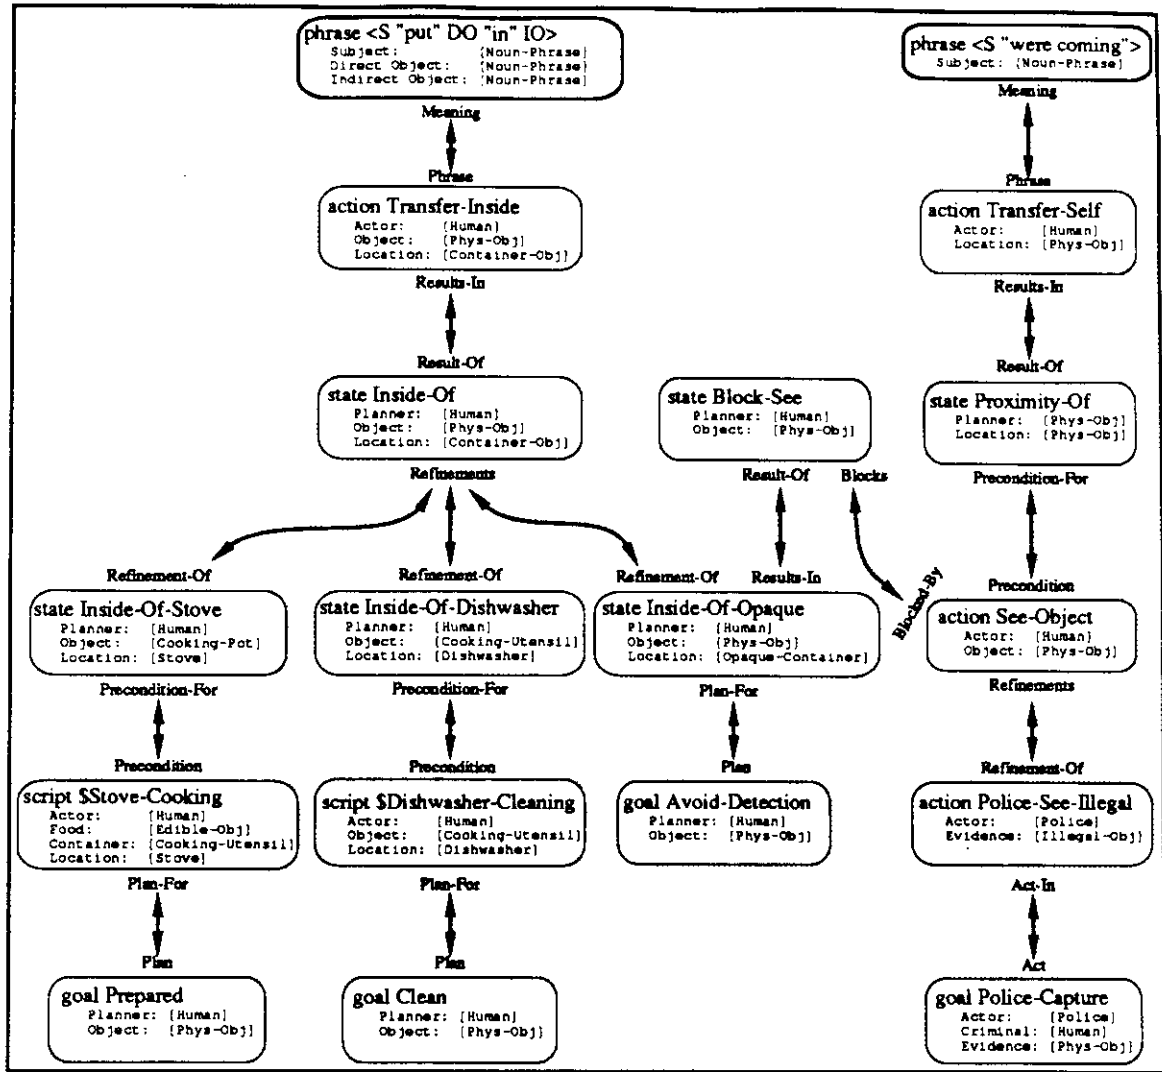 phrase <S "put" DO "in" IO>
Subject: [Noun-Phrase]
Direct Object: [Noun-Phrase]
Indirect Object: [Noun-Phrase]
Meaning
Phrase
action Transfer-Inside
Actor: [Human]
Object: [Phys-Obj]
Location: [Container-Obj]
Results-In
Result-Of
state Inside-Of
Planner: [Human]
Object: [Phys-Obj]
Location: [Container-Obj]
Refinements
phrase <S "were coming">
Subject: [Noun-Phrase]
Meaning
Phrase
action Transfer-Self
Actor: [Human]
Location: [Phys-Obj]
Results-In
Result-Of
state Proximity-Of
Planner: [Phys-Obj]
Location: [Phys-Obj]
Precondition-For
state Block-See
Planner: [Human]
Object: [Phys-Obj]
Result-Of Blocks
Refinement-Of
state Inside-Of-Stove
Planner: [Human]
Object: [Cooking-Pot]
Location: [Stove]
Precondition-For
Precondition
script $Stove-Cooking
Actor: [Human]
Food: [Edible-Obj]
Container: [Cooking-Utensil]
Location: [Stove]
Plan-For
Plan
goal Prepared
Planner: [Human]
Object: [Phys-Obj]
Refinement-Of
state Inside-Of-Dishwasher
Planner: [Human]
Object: [Cooking-Utensil]
Location: [Dishwasher]
Precondition-For
Precondition
script $Dishwasher-Cleaning
Actor: [Human]
Object: [Cooking-Utensil]
Location: [Dishwasher]
Plan-For
Plan
goal Clean
Planner: [Human]
Object: [Phys-Obj]
Refinement-Of Results-In
state Inside-Of-Opaque
Planner: [Human]
Object: [Phys-Obj]
Location: [Opaque-Container]
Plan-For
Plan
goal Avoid-Detection
Planner: [Human]
Object: [Phys-Obj]
Blocked-By
Precondition
action See-Object
Actor: [Human]
Object: [Phys-Obj]
Refinements
Refinement-Of
action Police-See-Illegal
Actor: [Police]
Evidence: [Illegal-Obj]
Act-In
Act
goal Police-Capture
Actor: [Police]
Criminal: [Human]
Evidence: [Phys-Obj]